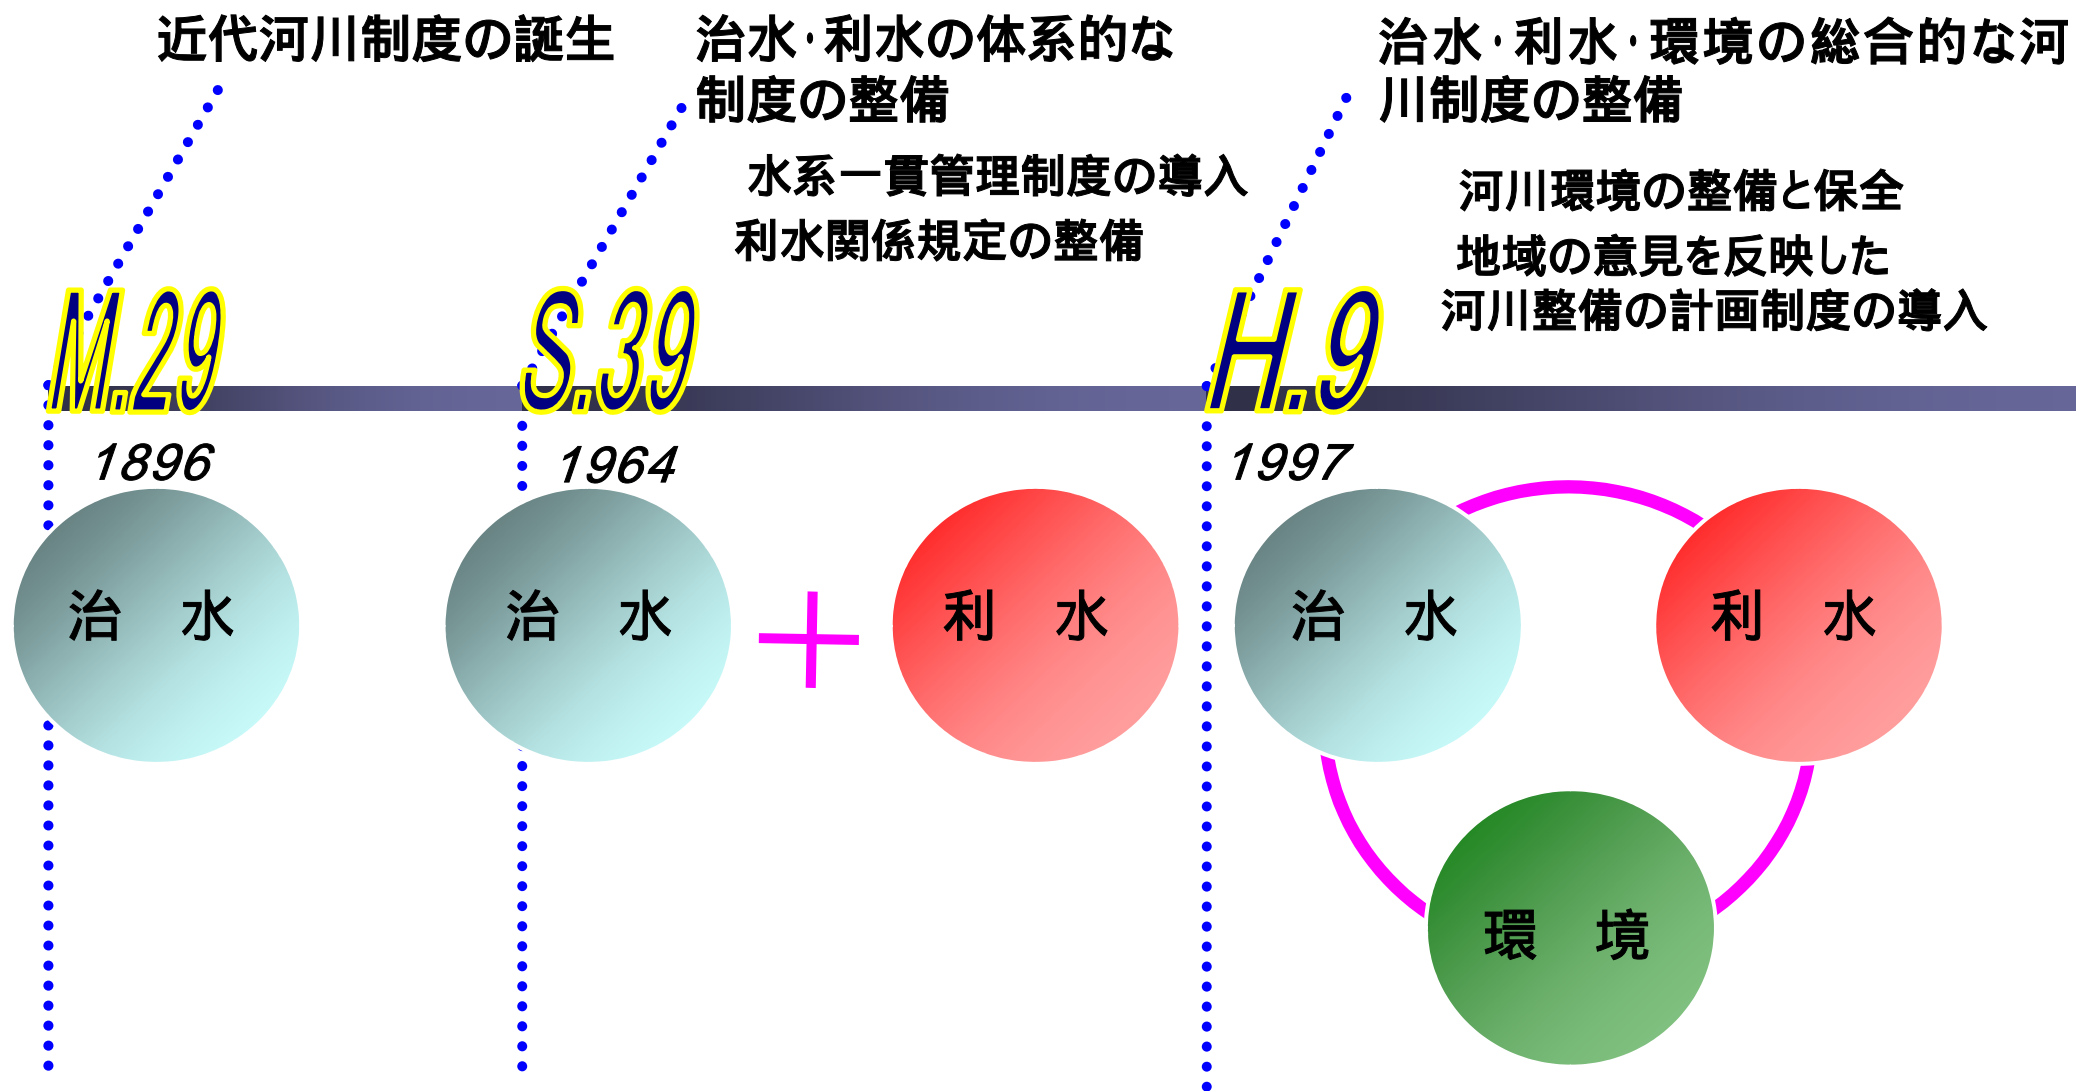 近代河川制度の誕生
治水・利水の体系的な
制度の整備
水系一貫管理制度の導入
利水関係規定の整備
治水・利水・環境の総合的な河
川制度の整備
河川環境の整備と保全
地域の意見を反映した
河川整備の計画制度の導入
M.29
S.39
H.9
1896
1964
1997
治 水
治 水
利 水
治 水
利 水
環 境